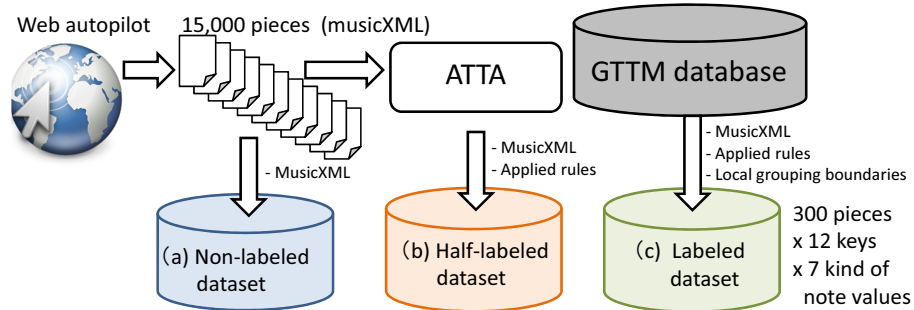 Web autopilot
15,000 pieces (musicXML)
ATTA
GTTM database
- MusicXML
- MusicXML
- Applied rules
- MusicXML
- Applied rules
- Local grouping boundaries
(a) Non-labeled
dataset
(b) Half-labeled
dataset
(c) Labeled
dataset
300 pieces
x 12 keys
x 7 kind of
note values